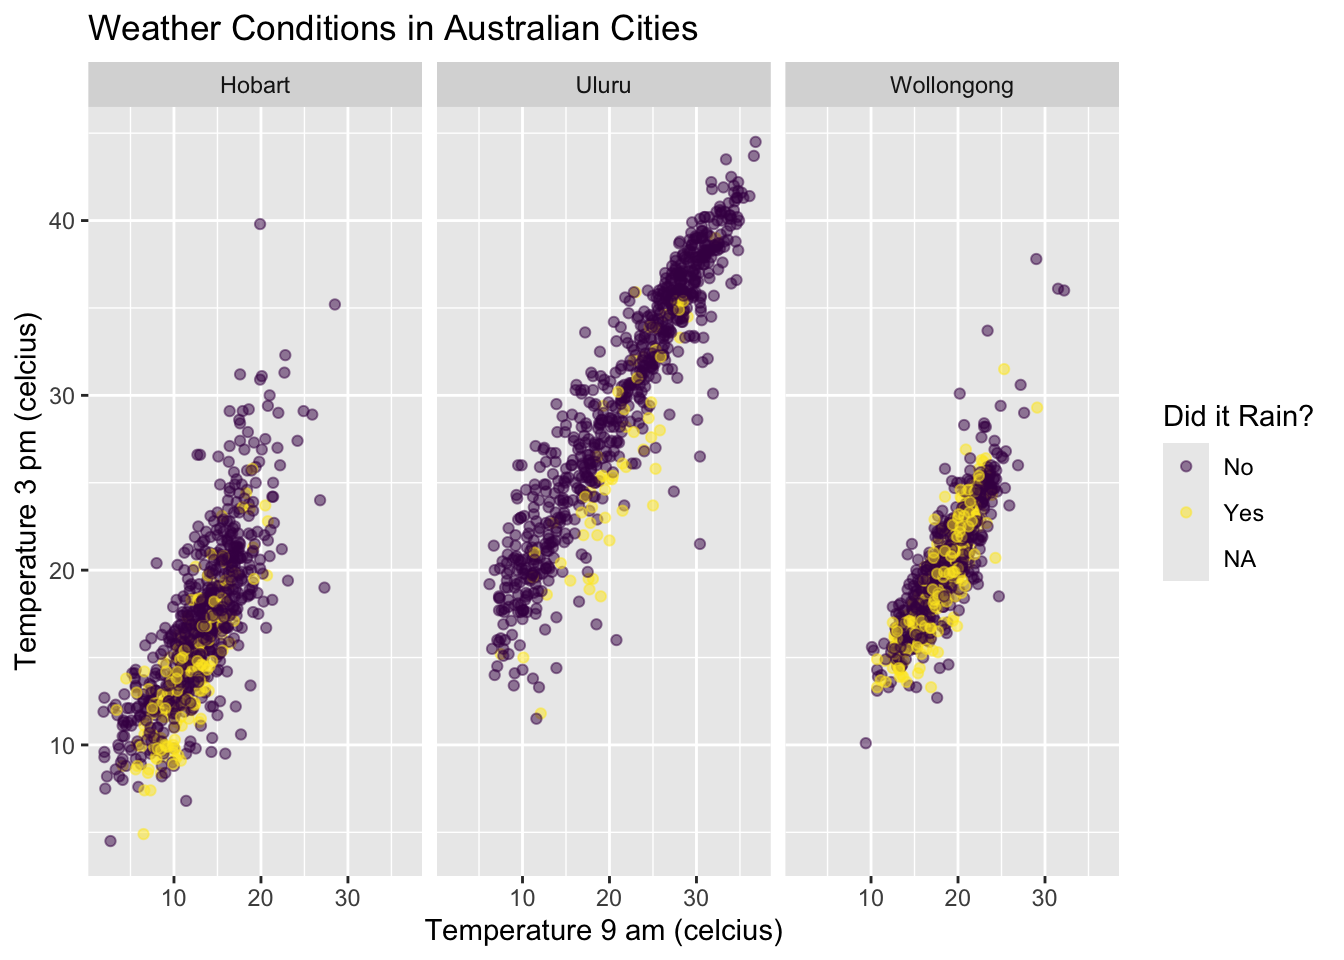 Weather Conditions in Australian Cities
Hobart Uluru Wollongong
40
30
20
10
Temperature 3 pm (celcius)
10 20 30 10 20 30 10 20 30
Temperature 9 am (celcius)
Did it Rain?
No
Yes
NA